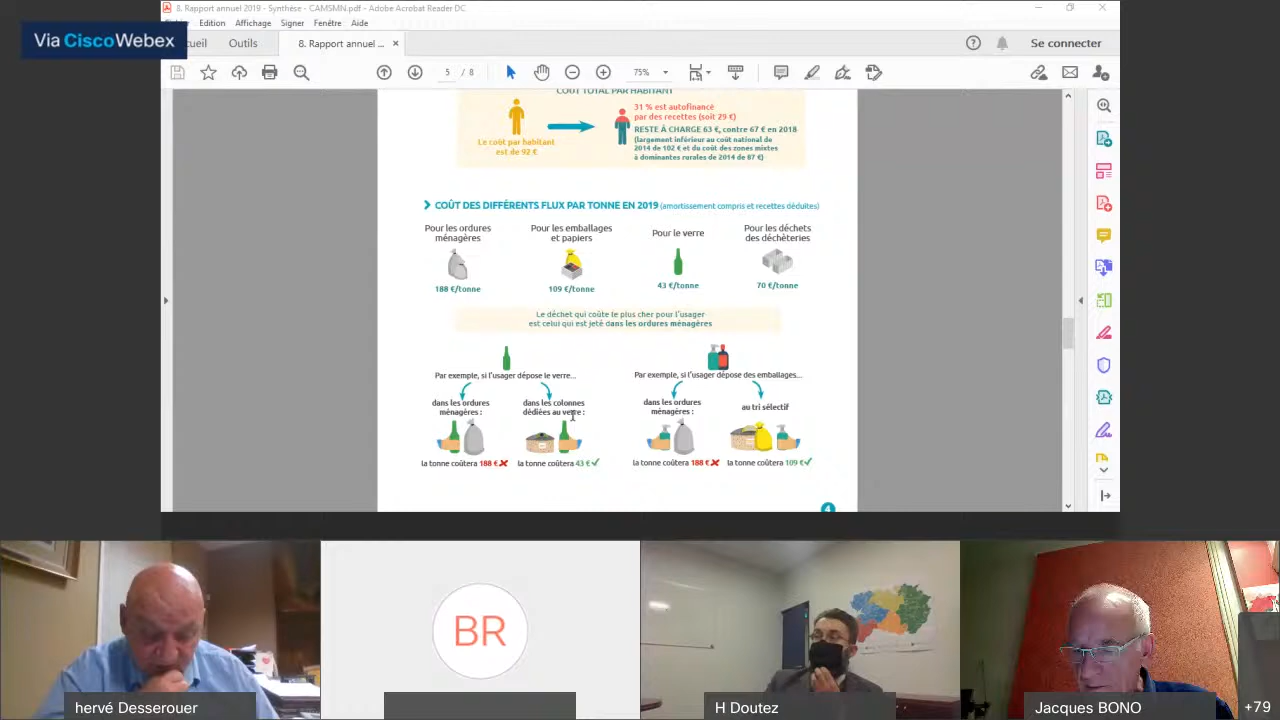 8. Rapport annuel 2019 - Synthèse - CAMSMN.pdf - Adobe Acrobat Reader DC
Edition Affichage Signer Fenêtre Aide
Via CiscoWebex
cueil Outils 8. Rapport annuel ... × Se connecter
5 / 8 75%
COÛT TOTAL PAR HABITANT
Le coût par habitant
est de 92 €
31 % est autofinancé
par des recettes (soit 29 €)
RESTE À CHARGE 63 €, contre 67 € en 2018
(largement inférieur au coût national de
2014 de 102 € et du coût des zones mixtes
à dominantes rurales de 2014 de 87 €)
COÛT DES DIFFÉRENTS FLUX PAR TONNE EN 2019 (amortissement compris et recettes déduites)
Pour les ordures
ménagères
188 €/tonne
Pour les emballages
et papiers
109 €/tonne
Pour le verre
43 €/tonne
Pour les déchets
des déchèteries
70 €/tonne
Le déchet qui coûte le plus cher pour l'usager
est celui qui est jeté dans les ordures ménagères
Par exemple, si l'usager dépose le verre...
dans les ordures
ménagères :
la tonne coûtera 188 €
dans les colonnes
dédiées au verre :
la tonne coûtera 43 €
Par exemple, si l'usager dépose des emballages...
dans les ordures
ménagères :
la tonne coûtera 188 €
au tri sélectif
la tonne coûtera 109 €
4
BR
hervé Desserouer
H Doutez
Jacques BONO
+79